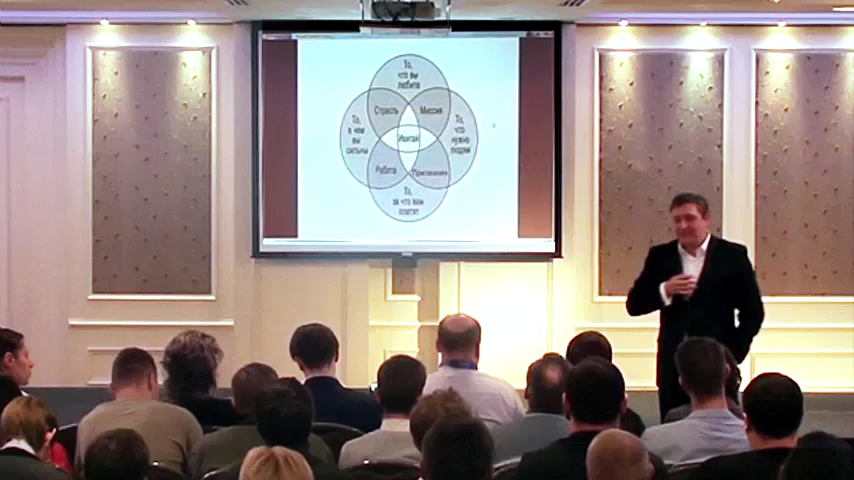 То,
что вы
любите
Страсть
Миссия
То,
в чем
вы
сильны
Икигай
То,
что
нужно
людям
Работа
Призвание
То,
за что вам
платят